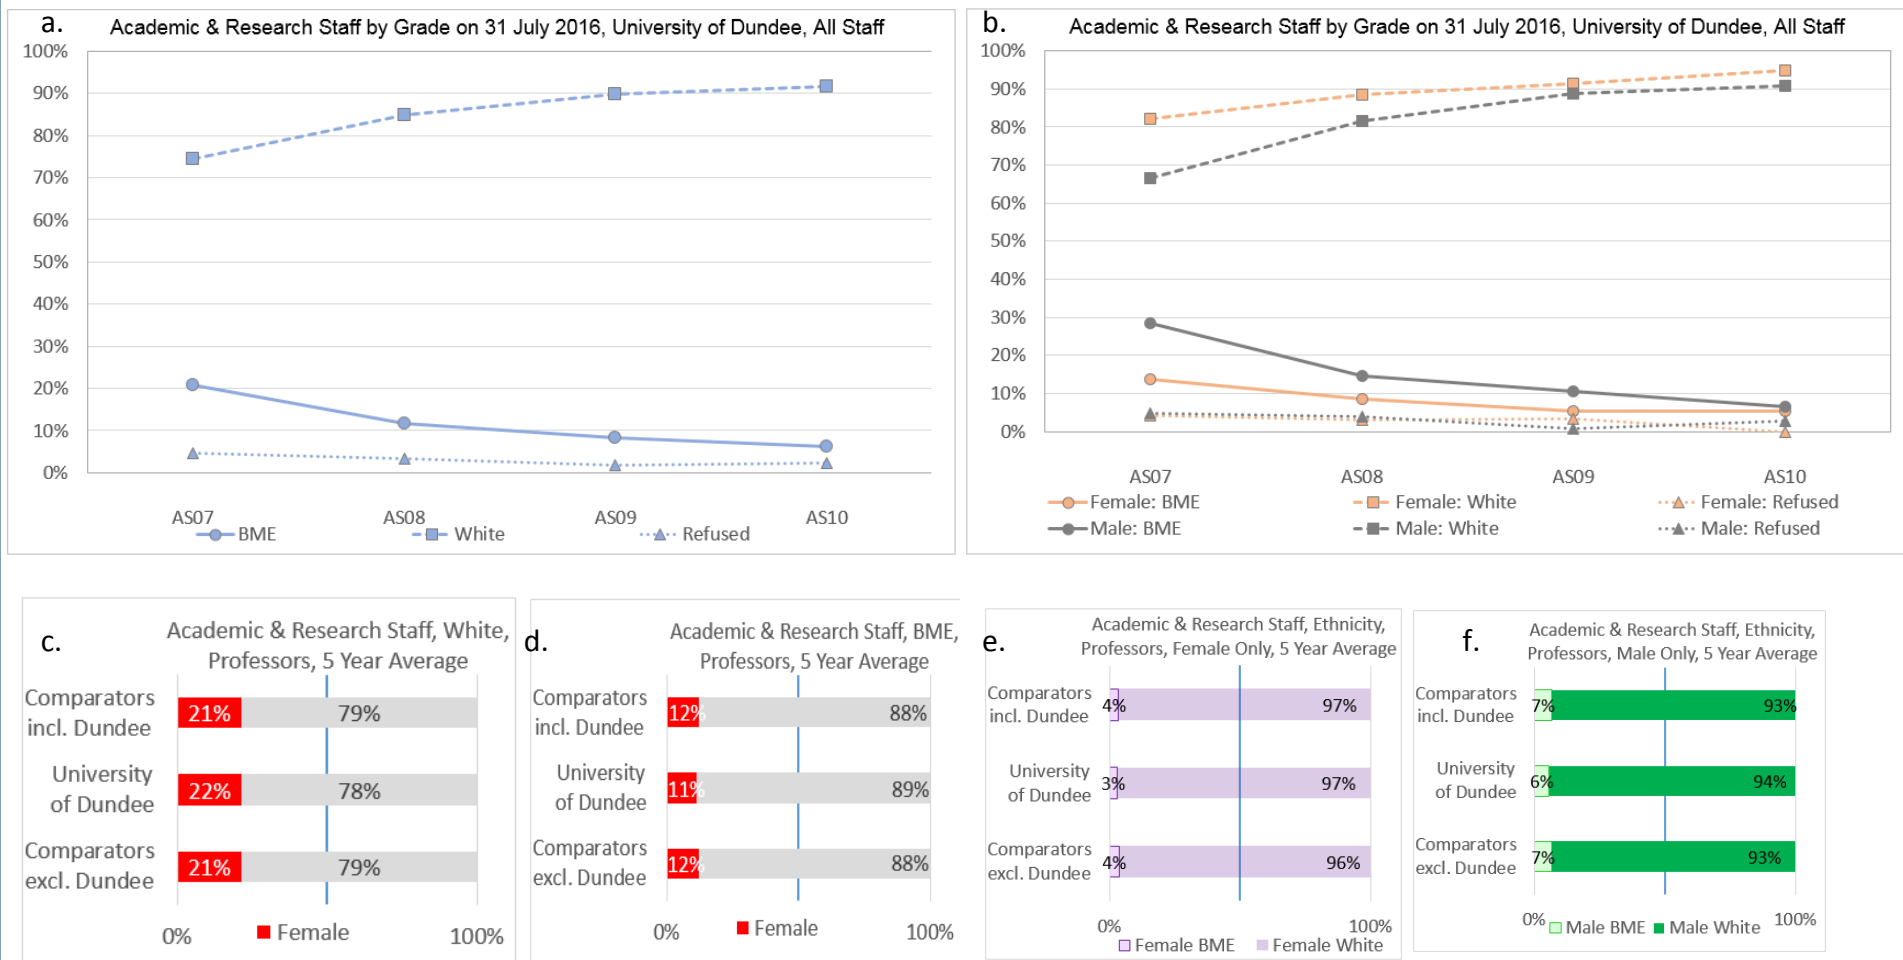 a.
Academic & Research Staff by Grade on 31 July 2016, University of Dundee, All Staff
100%
90%
80%
70%
60%
50%
40%
30%
20%
10%
0%
AS07 AS08 AS09 AS10
BME White Refused
b.
Academic & Research Staff by Grade on 31 July 2016, University of Dundee, All Staff
100%
90%
80%
70%
60%
50%
40%
30%
20%
10%
0%
AS07 AS08 AS09 AS10
Female: BME Female: White Female: Refused
Male: BME Male: White Male: Refused
c.
Academic & Research Staff, White,
Professors, 5 Year Average
Comparators
incl. Dundee
21% 79%
University
of Dundee
22% 78%
Comparators
excl. Dundee
21% 79%
0% Female 100%
d.
Academic & Research Staff, BME,
Professors, 5 Year Average
Comparators
incl. Dundee
12% 88%
University
of Dundee
11% 89%
Comparators
excl. Dundee
12% 88%
0% Female 100%
e.
Academic & Research Staff, Ethnicity,
Professors, Female Only, 5 Year Average
Comparators
incl. Dundee
4% 97%
University
of Dundee
3% 97%
Comparators
excl. Dundee
4% 96%
0% 100%
Female BME Female White
f.
Academic & Research Staff, Ethnicity,
Professors, Male Only, 5 Year Average
Comparators
incl. Dundee
7% 93%
University
of Dundee
6% 94%
Comparators
excl. Dundee
7% 93%
0% 100%
Male BME Male White